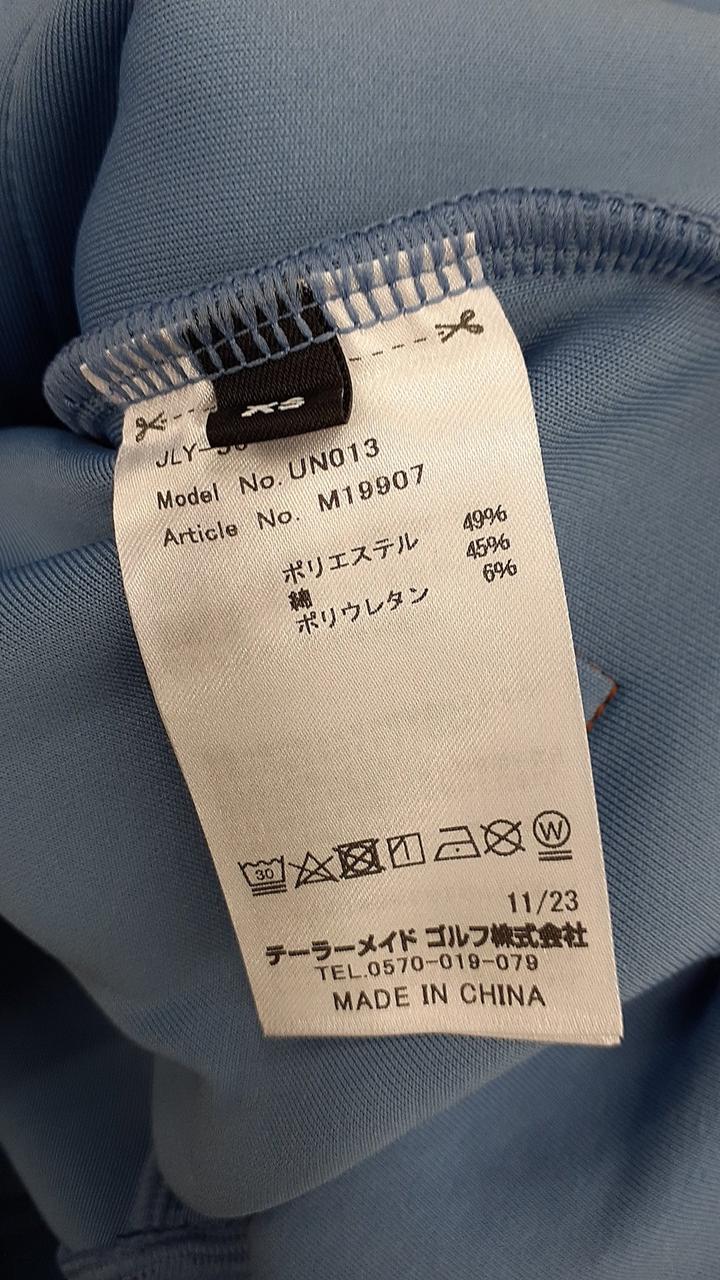 XS
JLY-
Model No. UN013
Article No. M19907
ポリエステル 49%
綿 45%
ポリウレタン 6%
30
W
11/23
テーラーメイド ゴルフ株式会社
TEL.0570-019-079
MADE IN CHINA